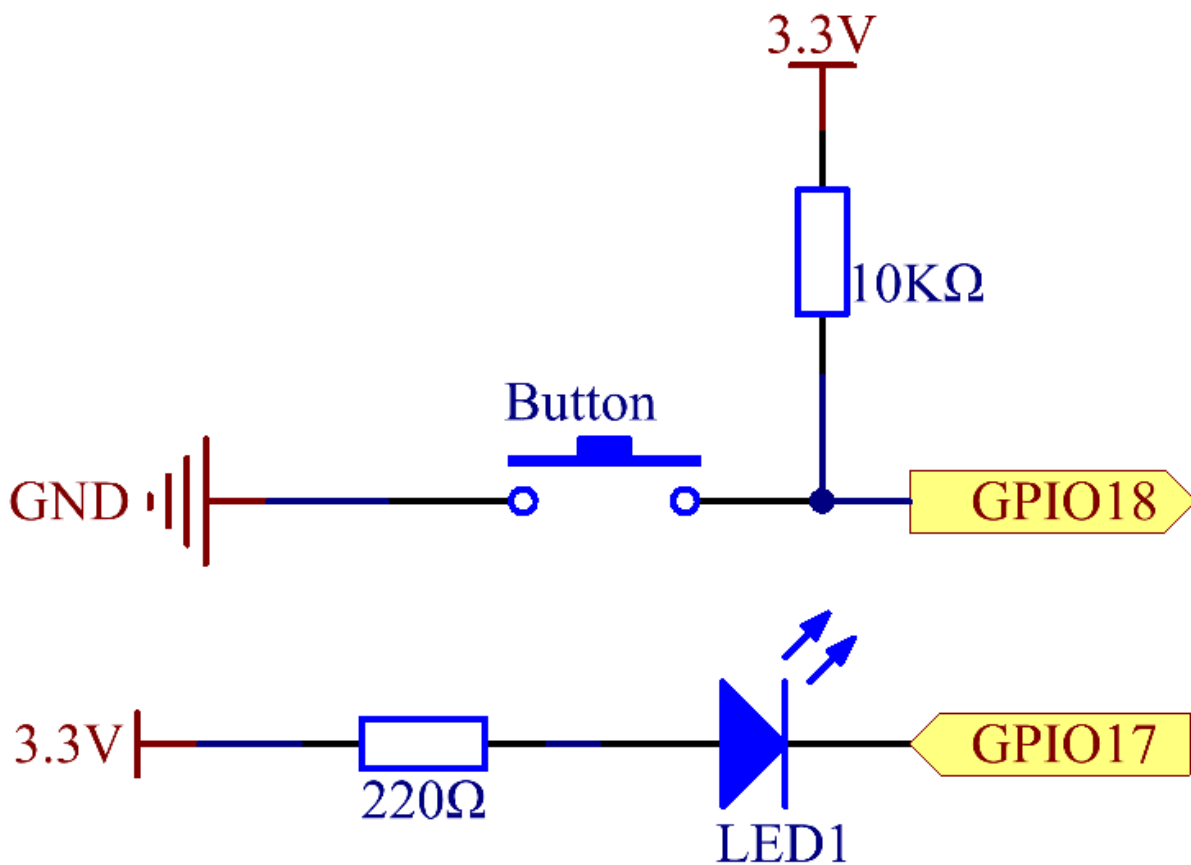 3.3V
10KΩ
Button
GND
GPIO18
3.3V
220Ω
LED1
GPIO17